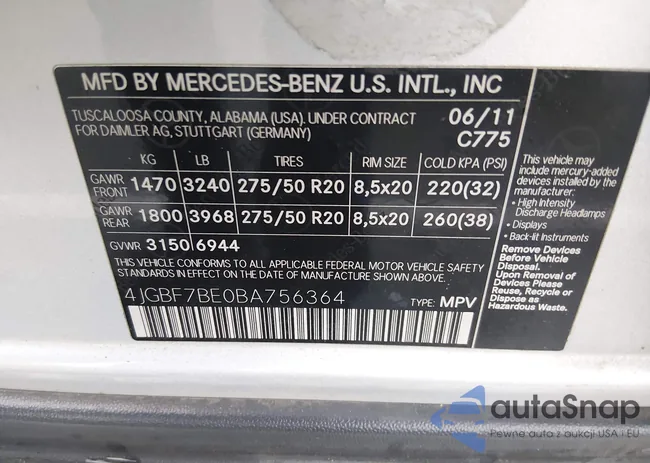 MFD BY MERCEDES-BENZ U.S. INTL., INC
TUSCALOOSA COUNTY, ALABAMA (USA). UNDER CONTRACT
FOR DAIMLER AG, STUTTGART (GERMANY)
06/11
C775
KG LB TIRES RIM SIZE COLD KPA (PSI)
GAWR FRONT 1470 3240 275/50 R20 8,5x20 220(32)
GAWR REAR 1800 3968 275/50 R20 8,5x20 260(38)
GVWR 3150 6944
THIS VEHICLE CONFORMS TO ALL APPLICABLE FEDERAL MOTOR VEHICLE SAFETY
STANDARDS IN EFFECT ON THE DATE OF MANUFACTURE SHOWN ABOVE.
4JGBF7BE0BA756364 TYPE: MPV
This vehicle may
include mercury-added
devices installed by the
manufacturer:
• High Intensity
Discharge Headlamps
• Displays
• Back-lit Instruments
Remove Devices
Before Vehicle
Disposal.
Upon Removal of
Devices Please
Reuse, Recycle or
Dispose as
Hazardous Waste.
autaSnap
Pewne auta z aukcji USA i EU